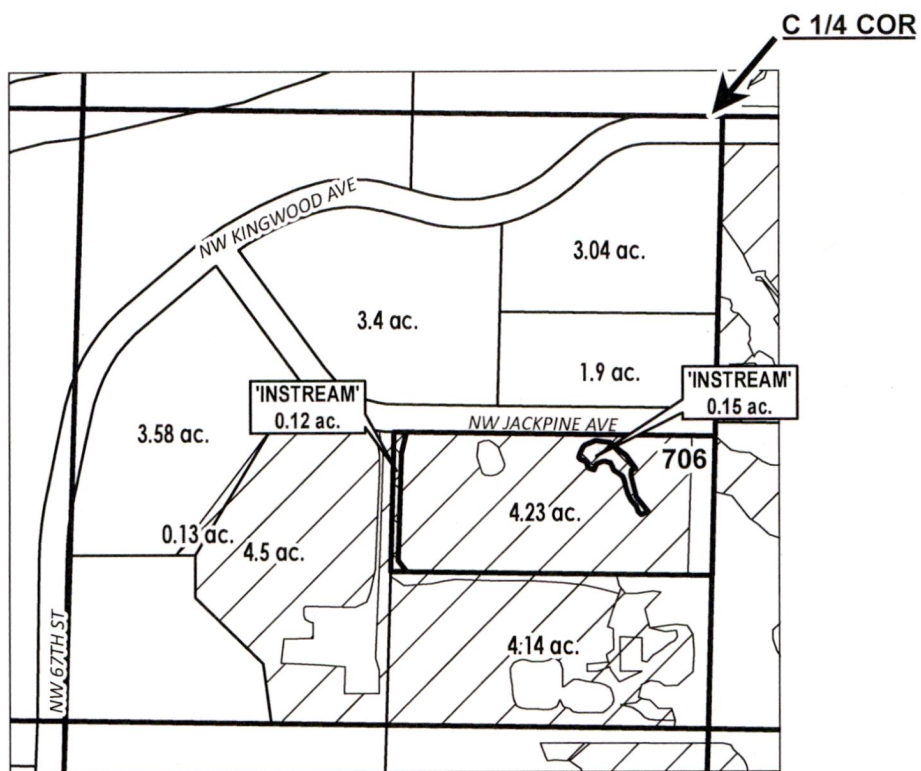 C 1/4 COR
NW KINGWOOD AVE
3.04 ac.
3.4 ac.
1.9 ac.
'INSTREAM'
0.12 ac.
'INSTREAM'
0.15 ac.
3.58 ac.
NW JACKPINE AVE
706
4.23 ac.
0.13 ac.
4.5 ac.
4.14 ac.
NW 67TH ST